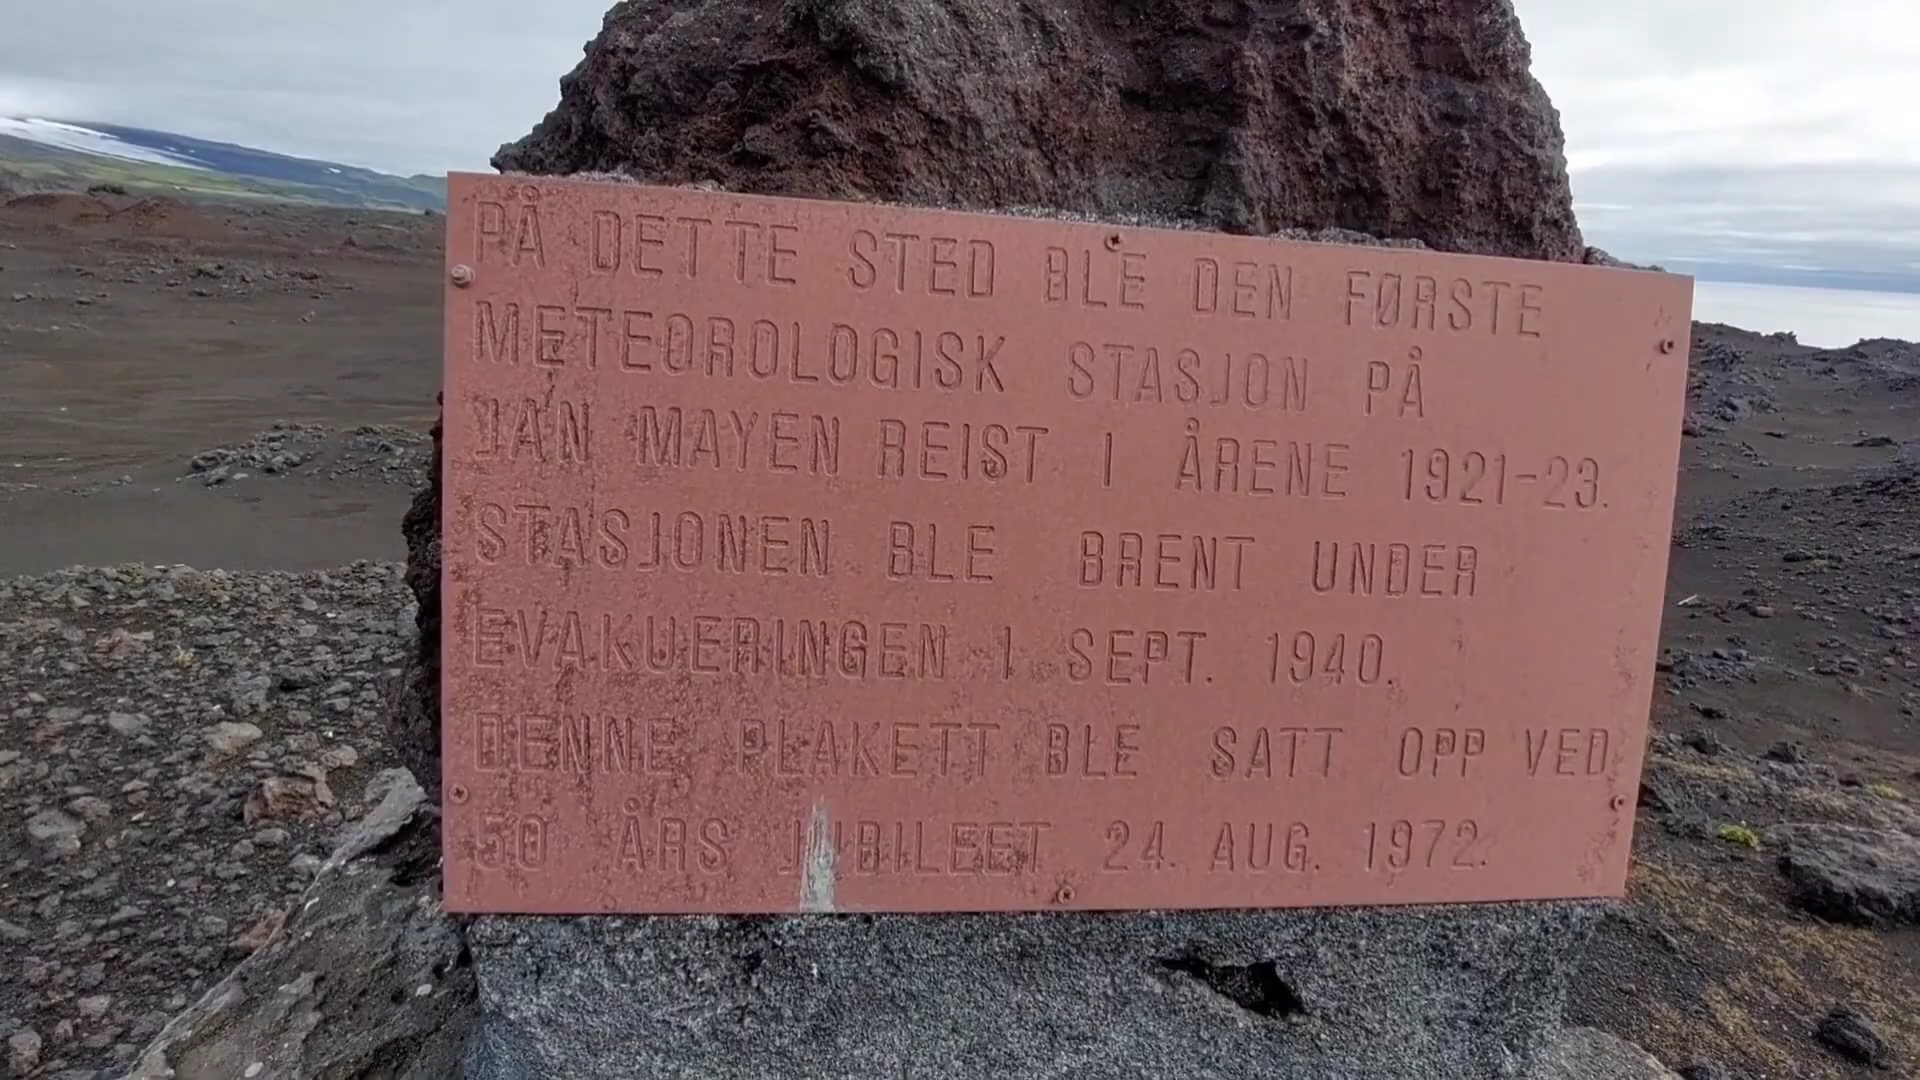 PÅ DETTE STED BLE DEN FØRSTE
METEOROLOGISK STASJON PÅ
JAN MAYEN REIST I ÅRENE 1921-23.
STASJONEN BLE BRENT UNDER
EVAKUERINGEN I SEPT. 1940.
DENNE PLAKETT BLE SATT OPP VED
50 ÅRS JUBILEET 24. AUG. 1972.